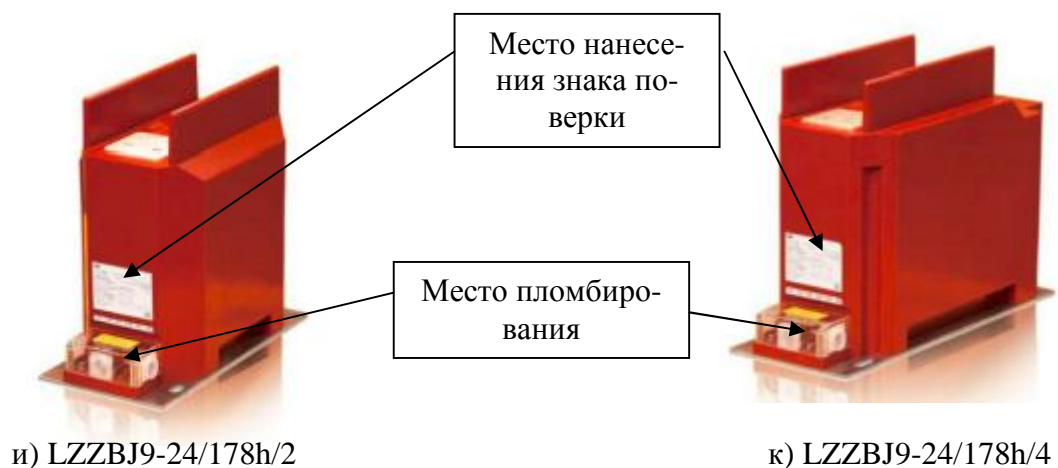 Место нанесе-
ния знака по-
верки
Место пломбиро-
вания
и) LZZBJ9-24/178h/2
к) LZZBJ9-24/178h/4